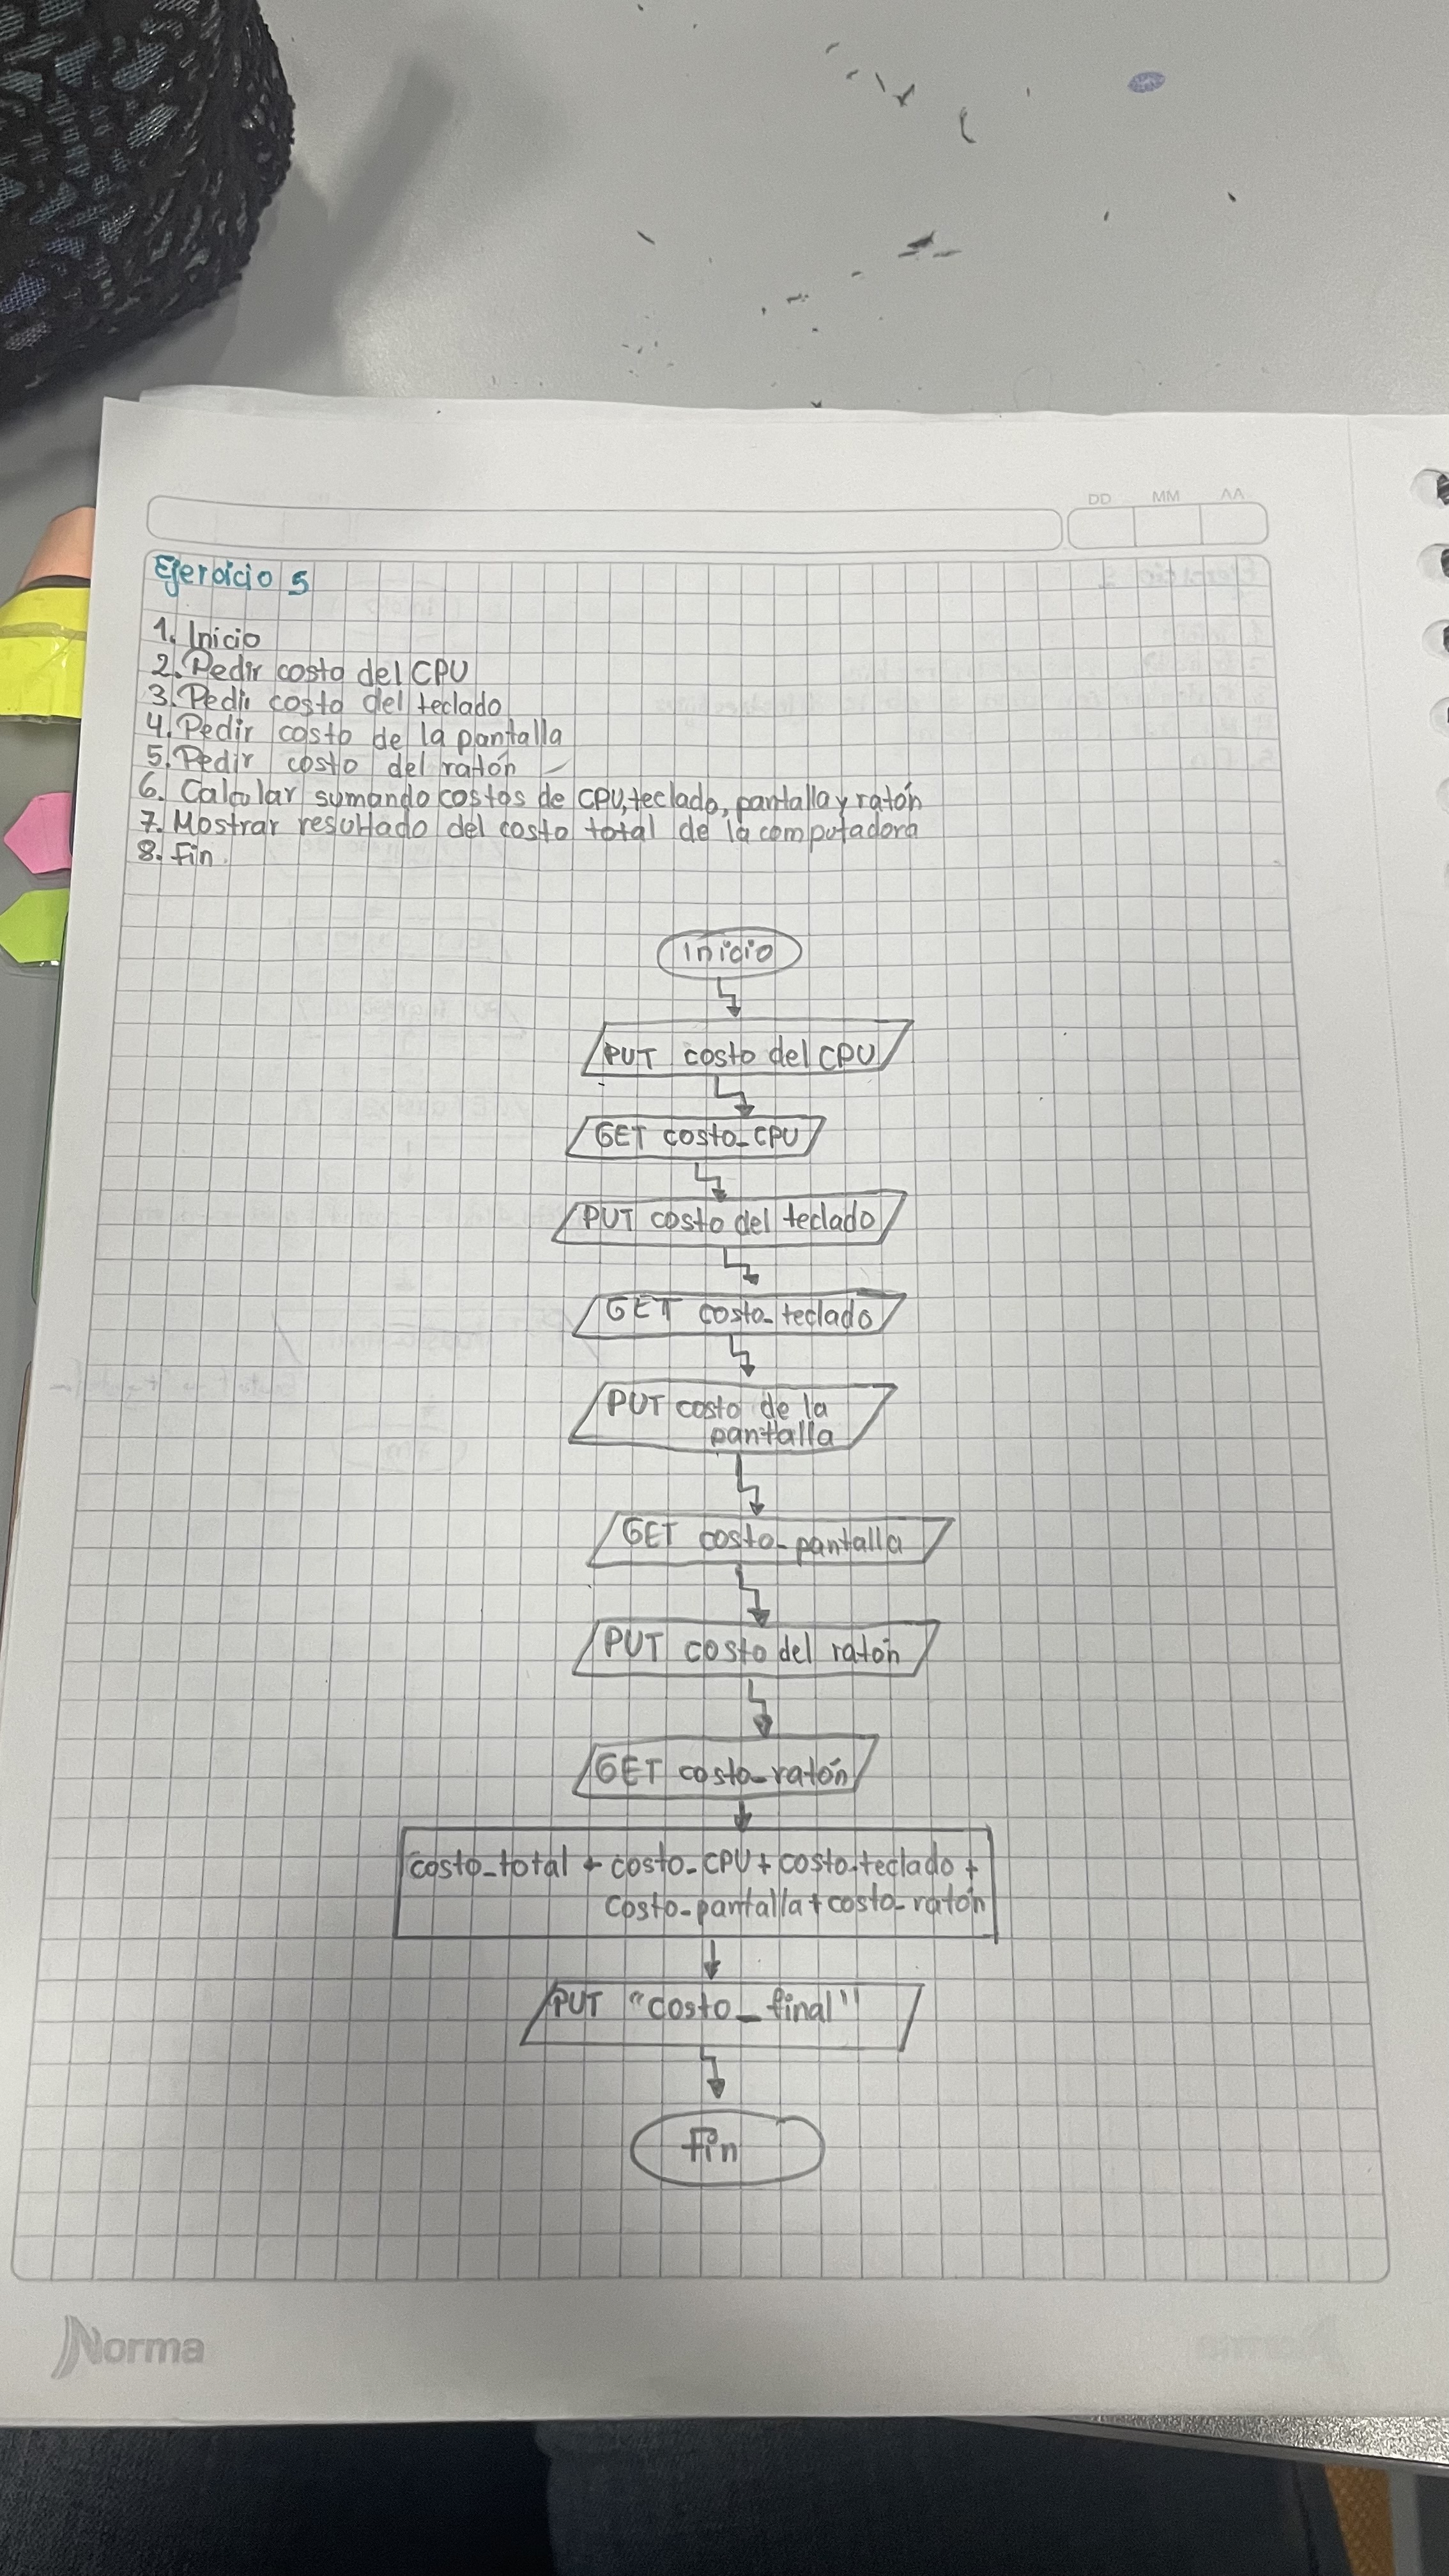 DD MM AA
Ejercicio 5
1. Inicio
2. Pedir costo del CPU
3. Pedir costo del teclado
4. Pedir costo de la pantalla
5. Pedir costo del ratón
6. Calcular sumando costos de CPU, teclado, pantalla y ratón
7. Mostrar resultado del costo total de la computadora
8. Fin.
Inicio
PUT costo del CPU
GET costo_CPU
PUT costo del teclado
GET costo_teclado
PUT costo de la
pantalla
GET costo_pantalla
PUT costo del ratón
GET costo_ratón
costo_total ← costo_CPU + costo_teclado +
costo_pantalla + costo_ratón
PUT "costo_final"
Fin
Norma